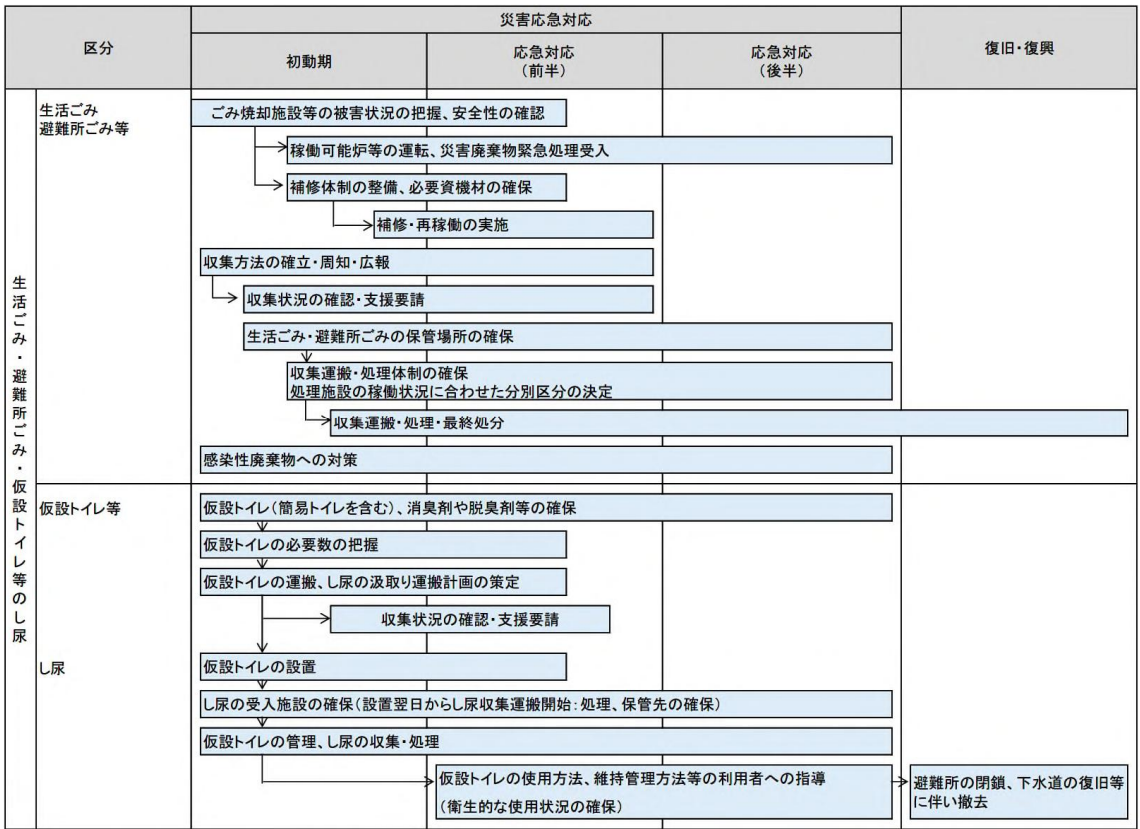 区分
災害応急対応
初動期
応急対応
（前半）
応急対応
（後半）
復旧・復興
生活ごみ・避難所ごみ・仮設トイレ等のし尿
生活ごみ
避難所ごみ等
ごみ焼却施設等の被害状況の把握、安全性の確認
稼働可能炉等の運転、災害廃棄物緊急処理受入
補修体制の整備、必要資機材の確保
補修・再稼働の実施
収集方法の確立・周知・広報
収集状況の確認・支援要請
生活ごみ・避難所ごみの保管場所の確保
収集運搬・処理体制の確保
処理施設の稼働状況に合わせた分別区分の決定
収集運搬・処理・最終処分
感染性廃棄物への対策
仮設トイレ等
仮設トイレ（簡易トイレを含む）、消臭剤や脱臭剤等の確保
仮設トイレの必要数の把握
仮設トイレの運搬、し尿の汲取り運搬計画の策定
収集状況の確認・支援要請
し尿
仮設トイレの設置
し尿の受入施設の確保（設置翌日からし尿収集運搬開始：処理、保管先の確保）
仮設トイレの管理、し尿の収集・処理
仮設トイレの使用方法、維持管理方法等の利用者への指導
（衛生的な使用状況の確保）
避難所の閉鎖、下水道の復旧等
に伴い撤去